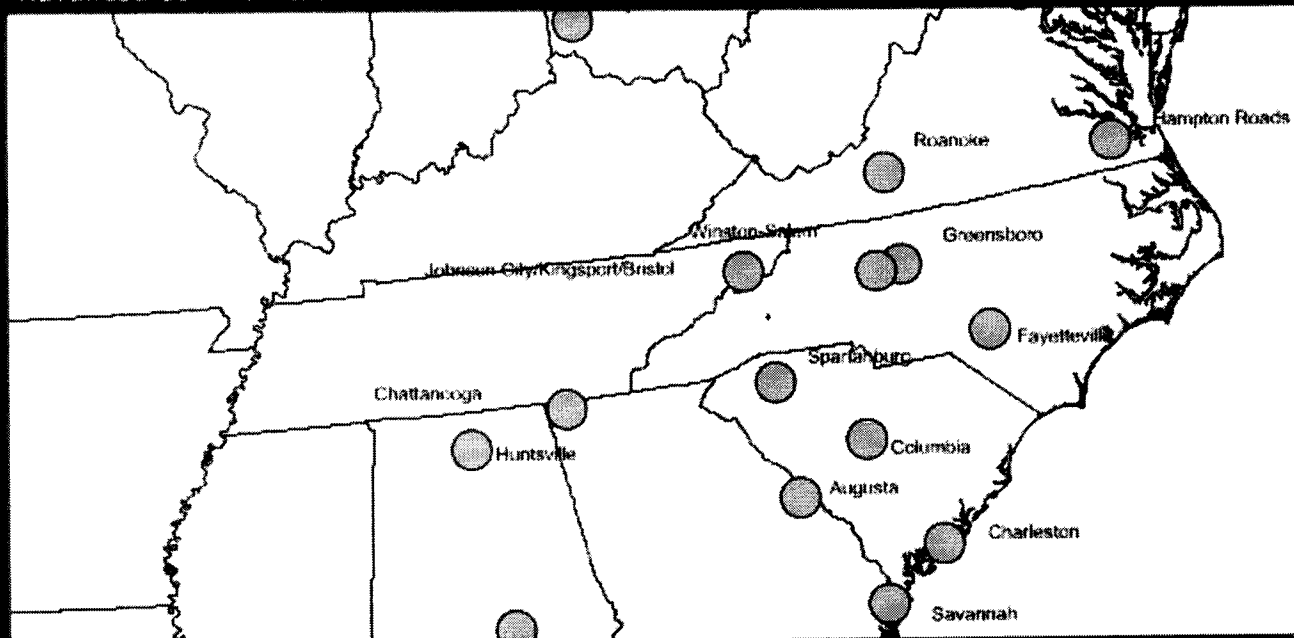 Hampton Roads
Roanoke
Winston-Salem
Greensboro
Johnson City/Kingsport/Bristol
Fayetteville
Spartanburg
Chattanooga
Columbia
Huntsville
Augusta
Charleston
Savannah